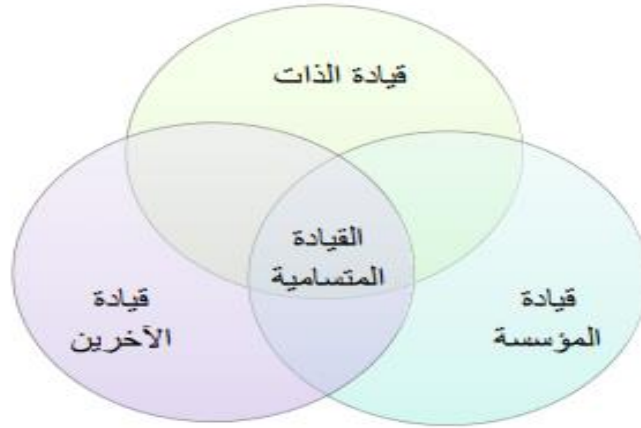 قيادة الذات
القيادة
المتسامية
قيادة
المؤسسة
قيادة
الآخرين